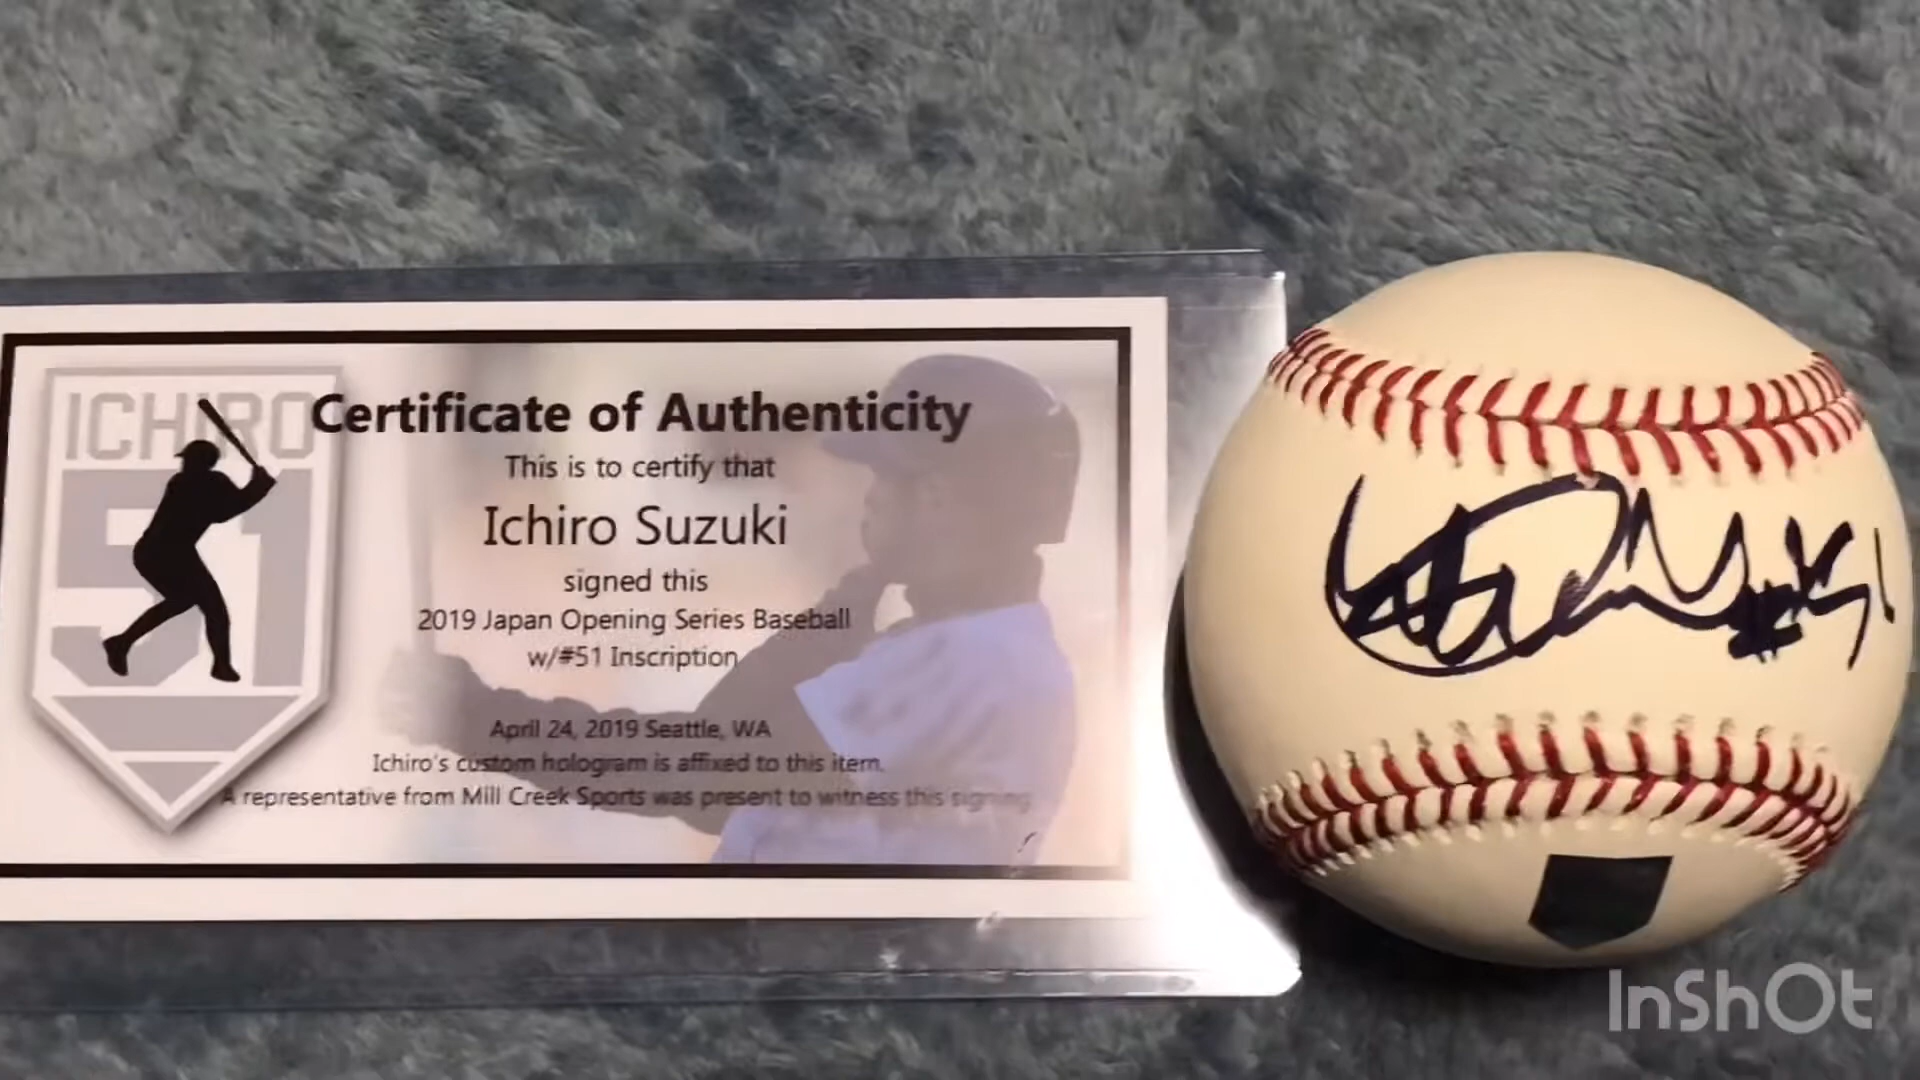 ICHIRO
51
Certificate of Authenticity
This is to certify that
Ichiro Suzuki
signed this
2019 Japan Opening Series Baseball
w/#51 Inscription
April 24, 2019 Seattle, WA
Ichiro's custom hologram is affixed to this item.
A representative from Mill Creek Sports was present to witness this signing.
#51
InShOt